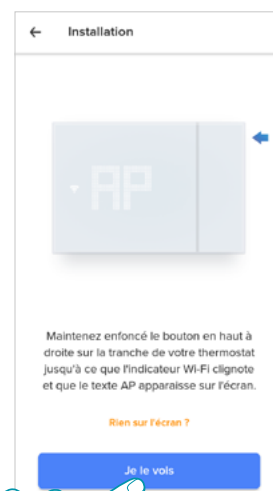 Installation
AP
Maintenez enfoncé le bouton en haut à
droite sur la tranche de votre thermostat
jusqu'à ce que l'indicateur Wi-Fi clignote
et que le texte AP apparaisse sur l'écran.
Rien sur l'écran ?
Je le vois